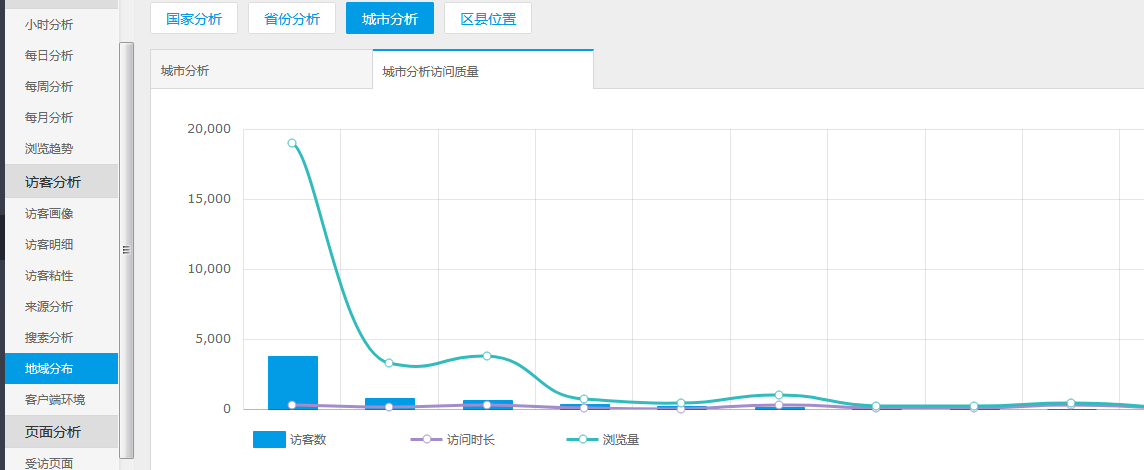 小时分析
每日分析
每周分析
每月分析
浏览趋势
访客分析
访客画像
访客明细
访客粘性
来源分析
搜索分析
地域分布
客户端环境
页面分析
受访页面
国家分析 省份分析 城市分析 区县位置
城市分析 城市分析访问质量
20,000
15,000
10,000
5,000
0
访客数 访问时长 浏览量